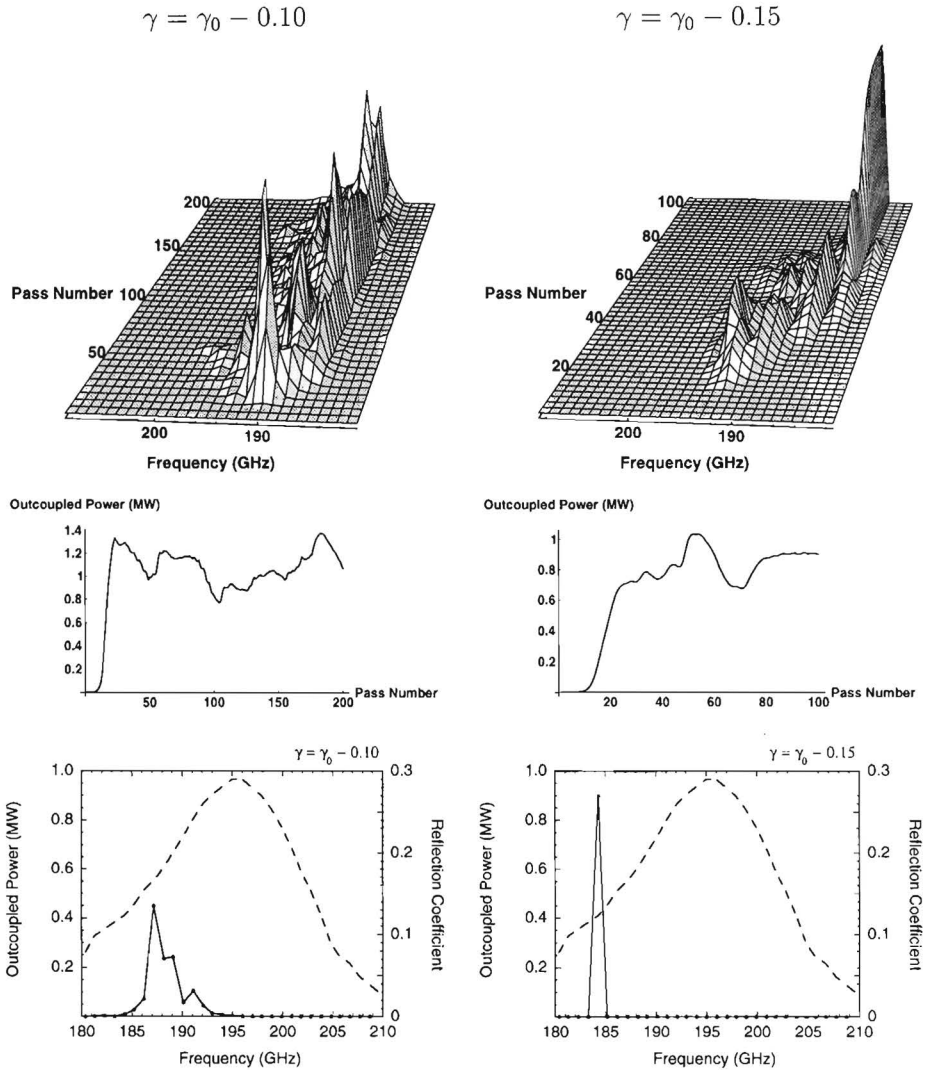 γ = γ₀ − 0.10
γ = γ₀ − 0.15
200
150
Pass Number 100
50
200
190
Frequency (GHz)
100
80
60
Pass Number
40
20
200
190
Frequency (GHz)
Outcoupled Power (MW)
1.4
1.2
1
0.8
0.6
0.4
0.2
50
100
150
200
Pass Number
Outcoupled Power (MW)
1
0.8
0.6
0.4
0.2
20
40
60
80
100
Pass Number
γ = γ₀ − 0.10
1.0
0.8
0.6
0.4
0.2
Outcoupled Power (MW)
0.3
0.2
0.1
0
Reflection Coefficient
180 185 190 195 200 205 210
Frequency (GHz)
γ = γ₀ − 0.15
1.0
0.8
0.6
0.4
0.2
Outcoupled Power (MW)
0.3
0.2
0.1
0
Reflection Coefficient
180 185 190 195 200 205 210
Frequency (GHz)